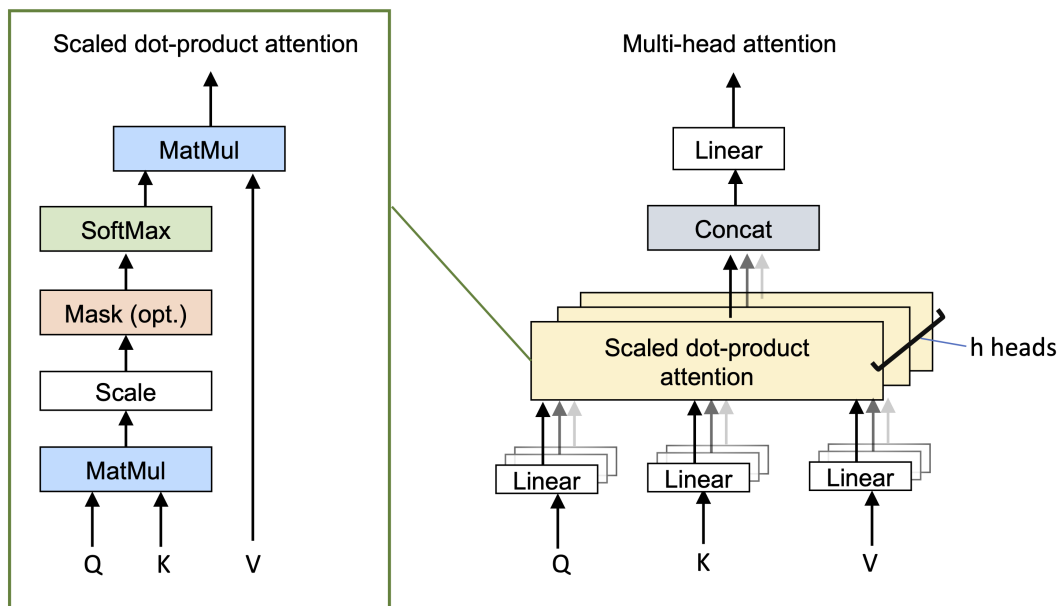 Scaled dot-product attention
MatMul
SoftMax
Mask (opt.)
Scale
MatMul
Q
K
V
Multi-head attention
Linear
Concat
Scaled dot-product
attention
h heads
Linear
Linear
Linear
Q
K
V